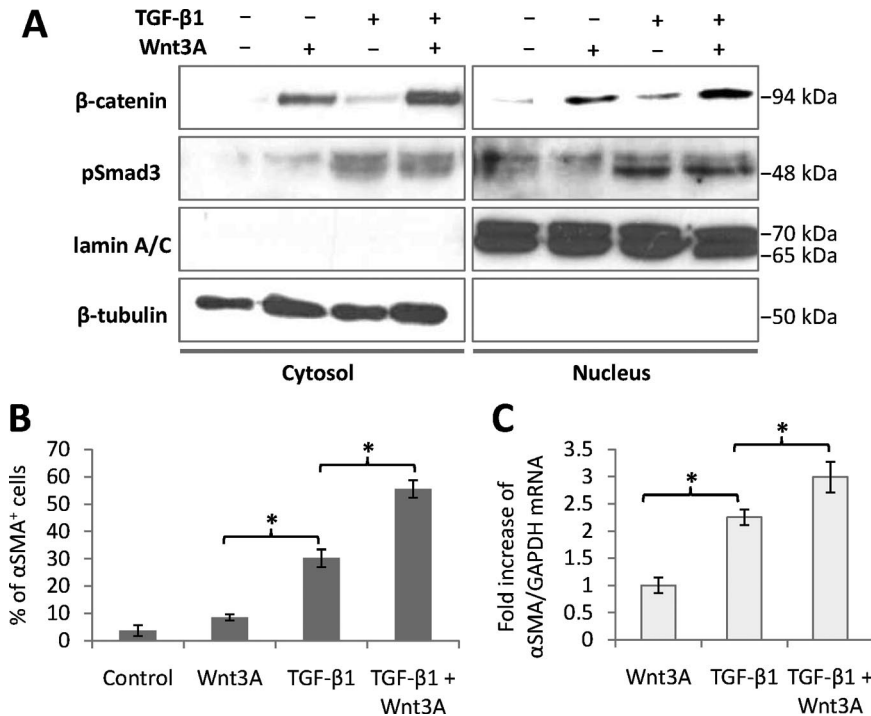 A
TGF-β1 – – + + – – + +
Wnt3A – + – + – + – +
β-catenin –94 kDa
pSmad3 –48 kDa
lamin A/C –70 kDa
–65 kDa
β-tubulin –50 kDa
Cytosol Nucleus
B
% of αSMA⁺ cells
70
60
50
40
30
20
10
0
* *
Control Wnt3A TGF-β1 TGF-β1 +
Wnt3A
C
Fold increase of
αSMA/GAPDH mRNA
3.5
3
2.5
2
1.5
1
0.5
0
* *
Wnt3A TGF-β1 TGF-β1 +
Wnt3A